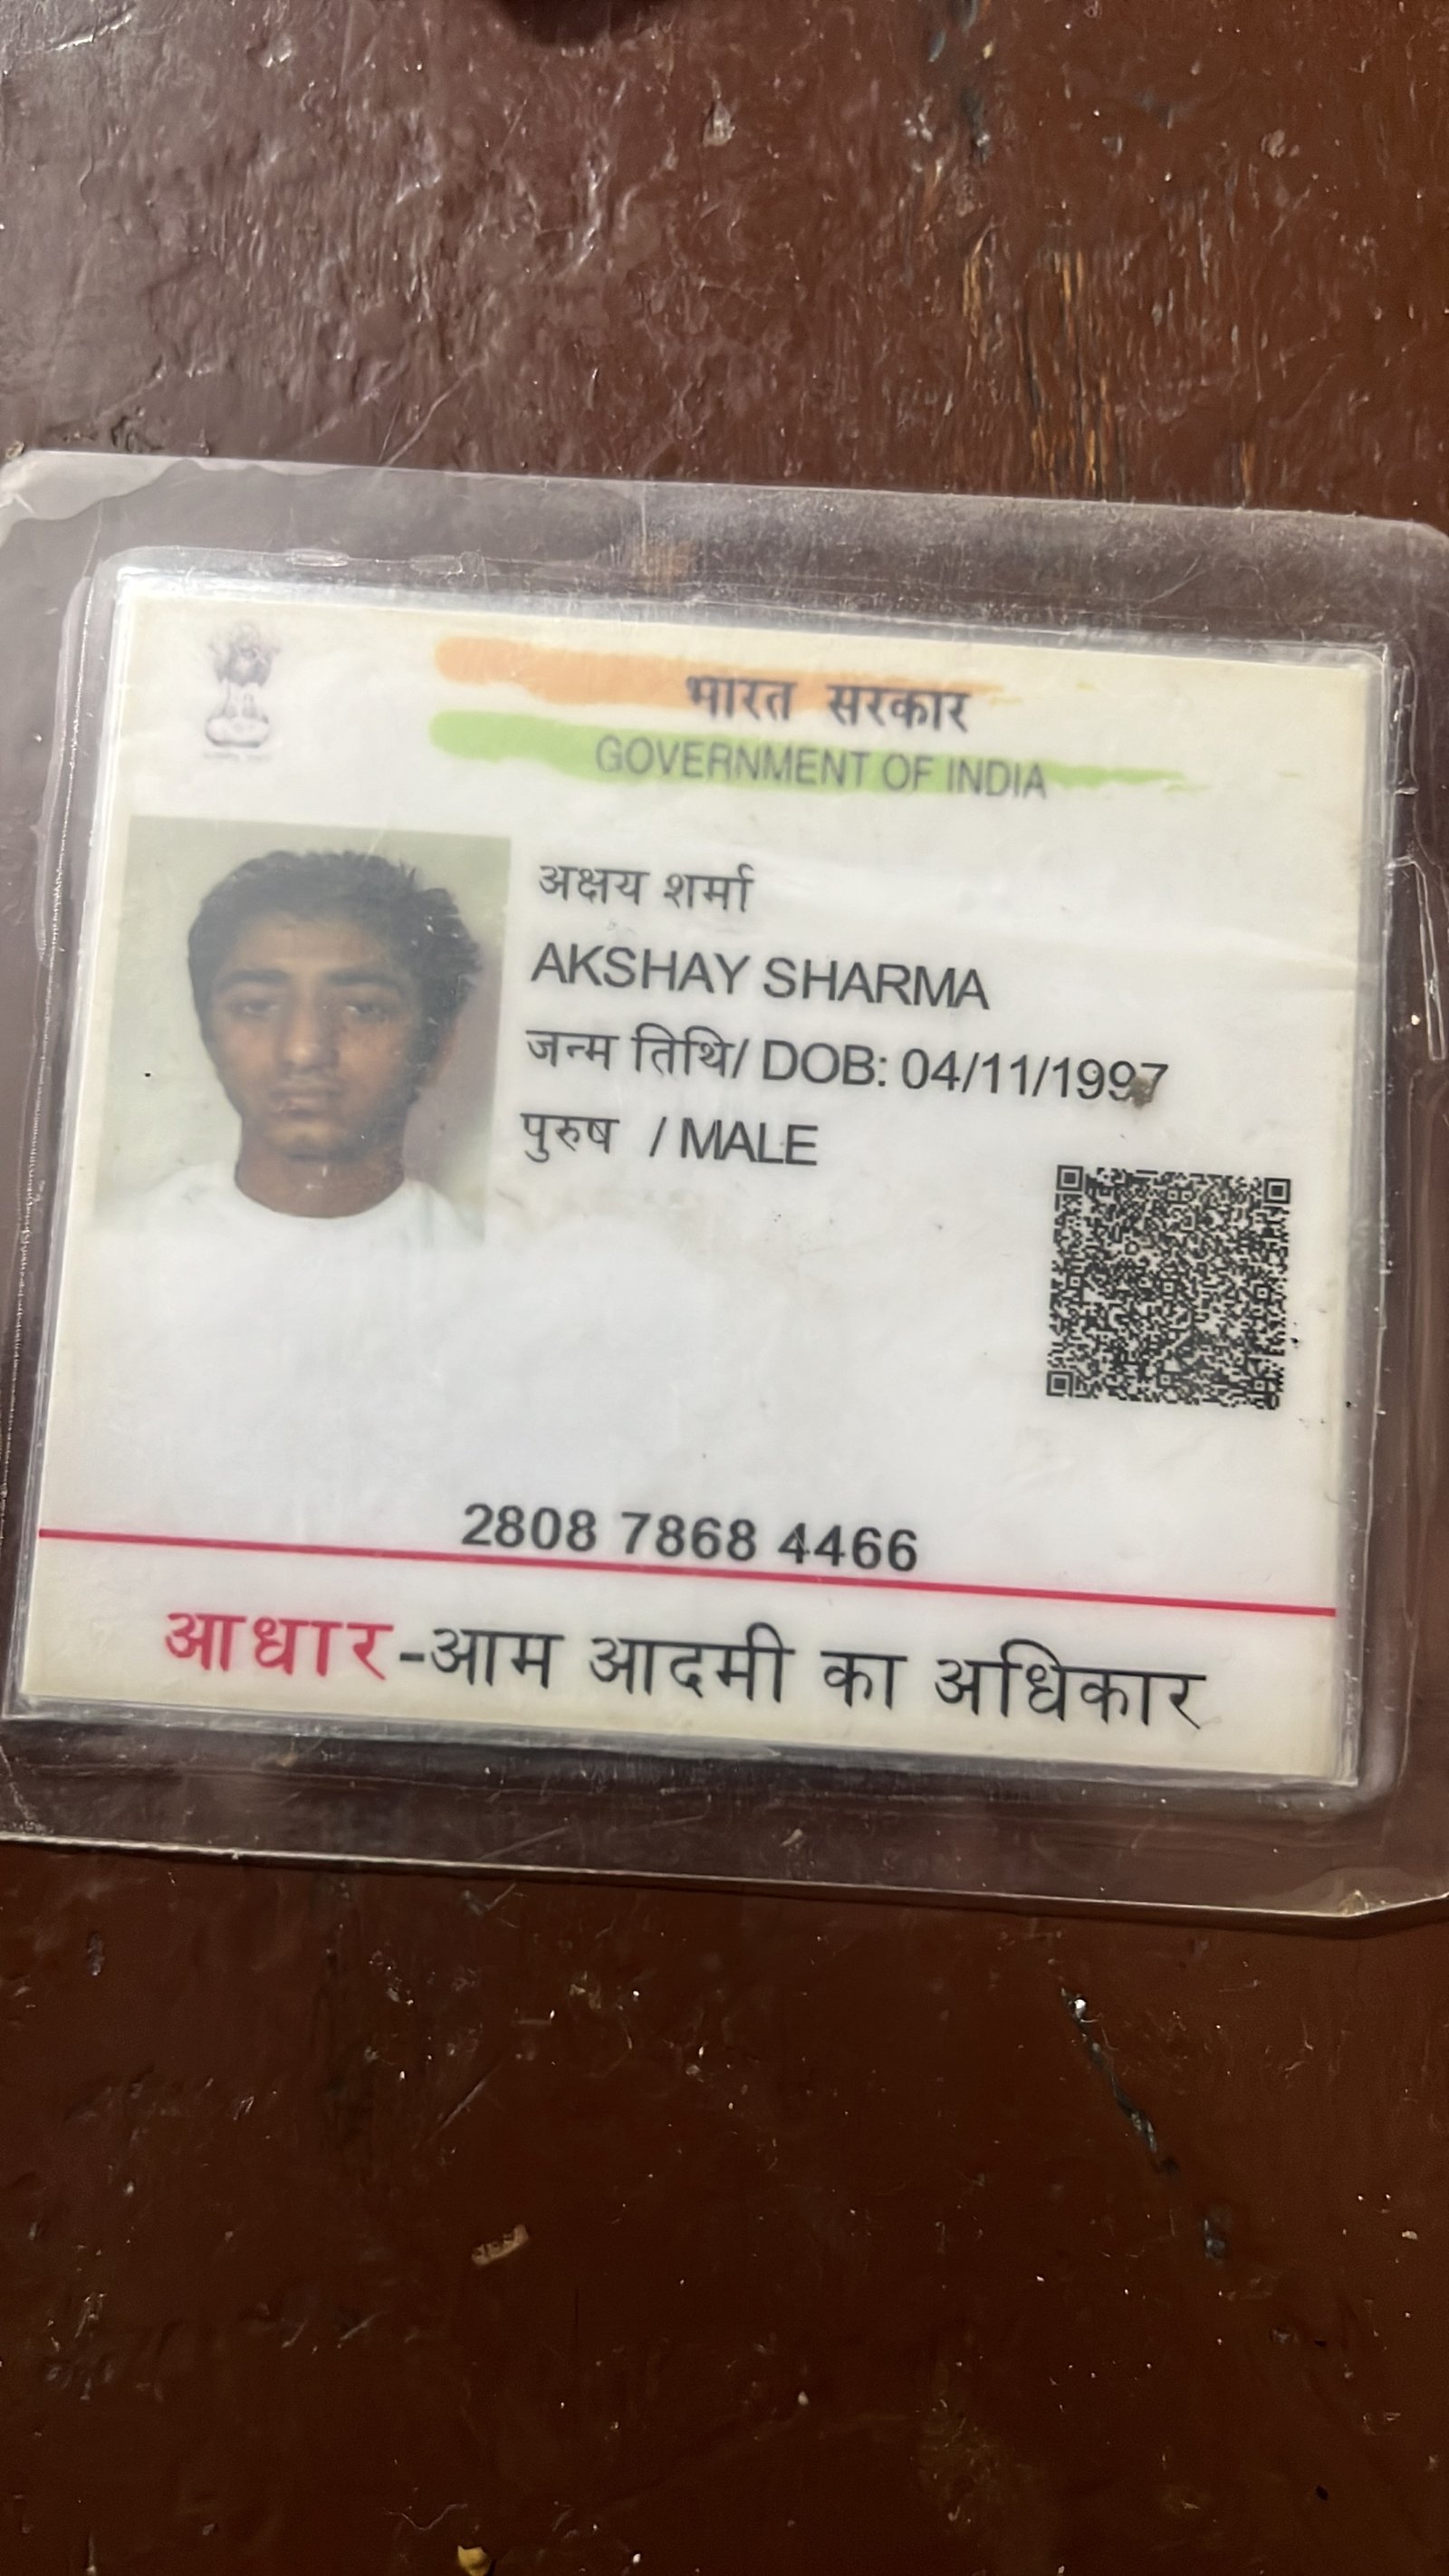 भारत सरकार
GOVERNMENT OF INDIA
अक्षय शर्मा
AKSHAY SHARMA
जन्म तिथि/ DOB: 04/11/1997
पुरुष / MALE
2808 7868 4466
आधार-आम आदमी का अधिकार